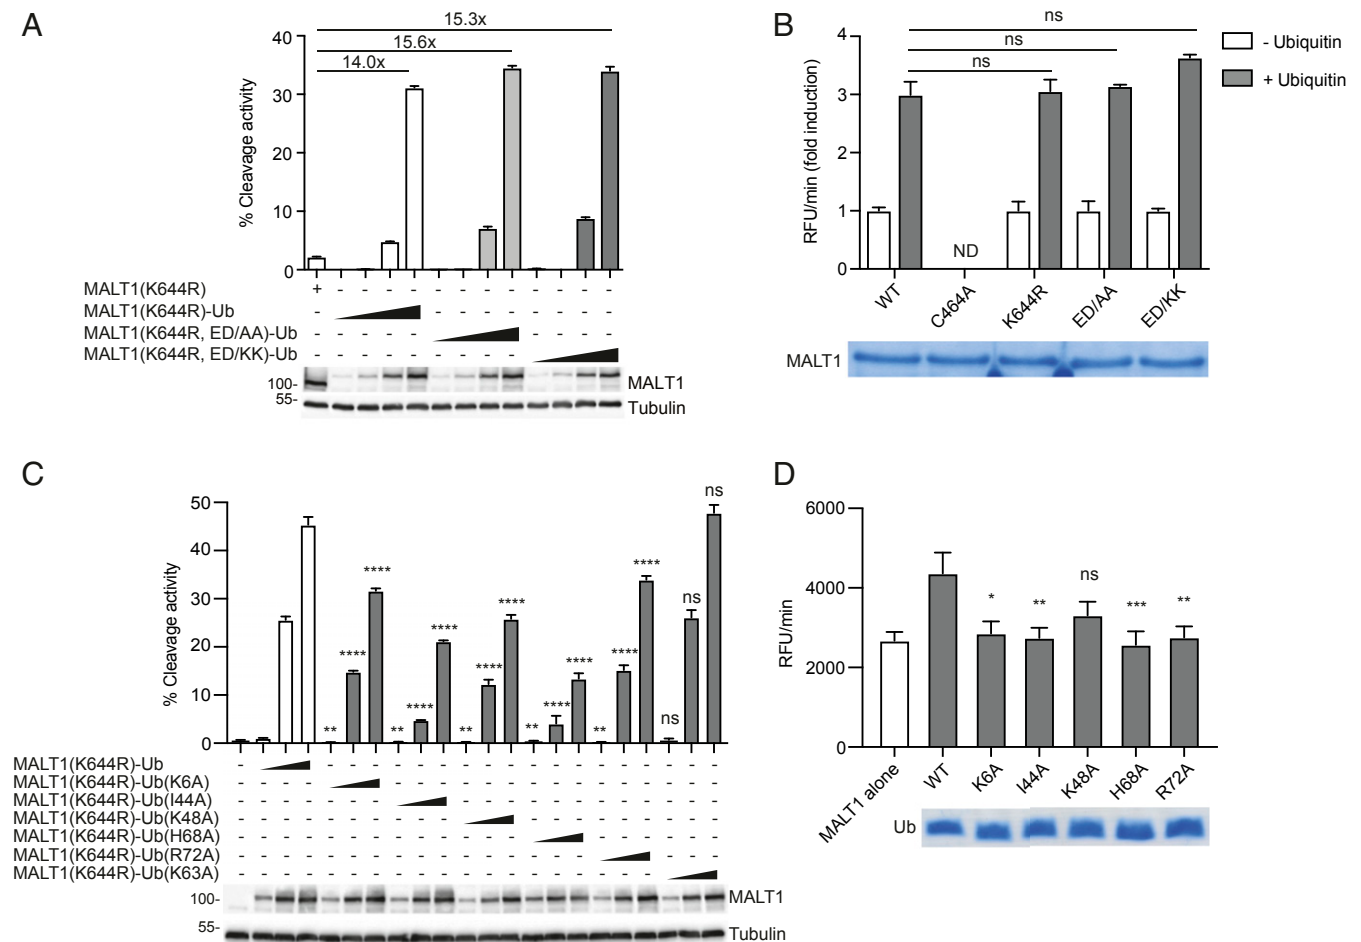 A
15.3x
15.6x
14.0x
40
30
20
10
0
% Cleavage activity
MALT1(K644R) + - - - - - - - - - - - -
MALT1(K644R)-Ub - - - - - - - - -
MALT1(K644R, ED/AA)-Ub - - - - - - - - -
MALT1(K644R, ED/KK)-Ub - - - - - - - - -
100-
55-
MALT1
Tubulin
B
ns
ns
ns
4
3
2
1
0
RFU/min (fold induction)
ND
WT
C464A
K644R
ED/AA
ED/KK
MALT1
- Ubiquitin
+ Ubiquitin
C
50
40
30
20
10
0
% Cleavage activity
** **** ****
** **** ****
** **** ****
** **** ****
** **** ****
ns ns ns
MALT1(K644R)-Ub - - - - - - - - - - - - - - - - - - -
MALT1(K644R)-Ub(K6A) - - - - - - - - - - - - - - - - - - -
MALT1(K644R)-Ub(I44A) - - - - - - - - - - - - - - - - - - -
MALT1(K644R)-Ub(K48A) - - - - - - - - - - - - - - - - - - -
MALT1(K644R)-Ub(H68A) - - - - - - - - - - - - - - - - - - -
MALT1(K644R)-Ub(R72A) - - - - - - - - - - - - - - - - - - -
MALT1(K644R)-Ub(K63A) - - - - - - - - - - - - - - - - - - -
100-
55-
MALT1
Tubulin
D
6000
4000
2000
0
RFU/min
* ** ns *** **
MALT1 alone
WT
K6A
I44A
K48A
H68A
R72A
Ub